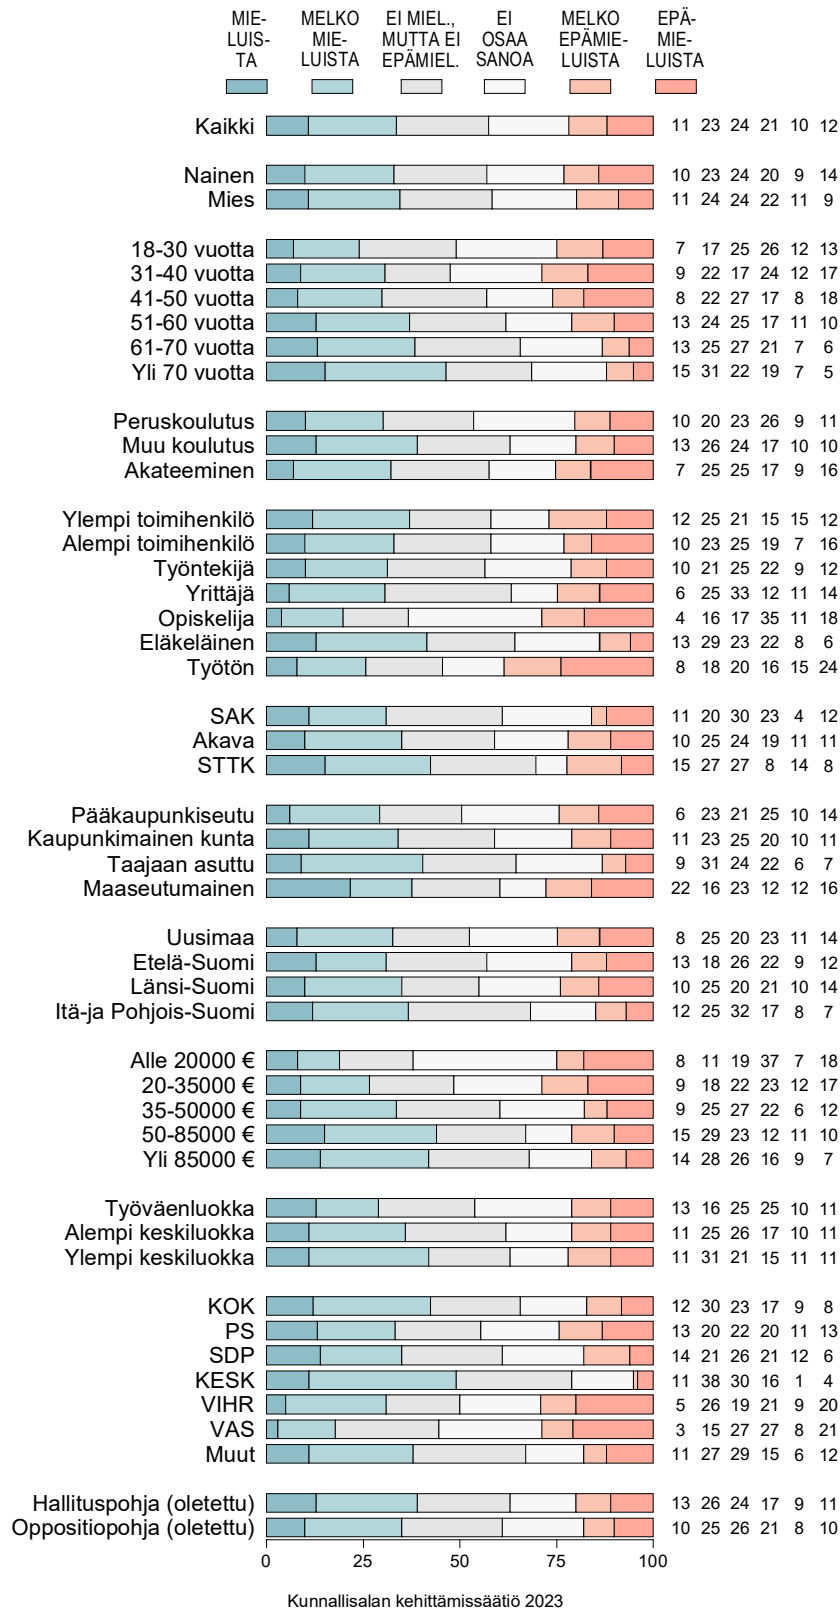 MIE- MELKO EI MIEL., EI MELKO EPÄ-
LUIS- MIE- MUTTA EI OSAA EPÄMIE- MIE-
TA LUISTA EPÄMIEL. SANOA LUISTA LUISTA
Kaikki 11 23 24 21 10 12
Nainen 10 23 24 20 9 14
Mies 11 24 24 22 11 9
18-30 vuotta 7 17 25 26 12 13
31-40 vuotta 9 22 17 24 12 17
41-50 vuotta 8 22 27 17 8 18
51-60 vuotta 13 24 25 17 11 10
61-70 vuotta 13 25 27 21 7 6
Yli 70 vuotta 15 31 22 19 7 5
Peruskoulutus 10 20 23 26 9 11
Muu koulutus 13 26 24 17 10 10
Akateeminen 7 25 25 17 9 16
Ylempi toimihenkilö 12 25 21 15 15 12
Alempi toimihenkilö 10 23 25 19 7 16
Työntekijä 10 21 25 22 9 12
Yrittäjä 6 25 33 12 11 14
Opiskelija 4 16 17 35 11 18
Eläkeläinen 13 29 23 22 8 6
Työtön 8 18 20 16 15 24
SAK 11 20 30 23 4 12
Akava 10 25 24 19 11 11
STTK 15 27 27 8 14 8
Pääkaupunkiseutu 6 23 21 25 10 14
Kaupunkimainen kunta 11 23 25 20 10 11
Taajaan asuttu 9 31 24 22 6 7
Maaseutumainen 22 16 23 12 12 16
Uusimaa 8 25 20 23 11 14
Etelä-Suomi 13 18 26 22 9 12
Länsi-Suomi 10 25 20 21 10 14
Itä-ja Pohjois-Suomi 12 25 32 17 8 7
Alle 20000 € 8 11 19 37 7 18
20-35000 € 9 18 22 23 12 17
35-50000 € 9 25 27 22 6 12
50-85000 € 15 29 23 12 11 10
Yli 85000 € 14 28 26 16 9 7
Työväenluokka 13 16 25 25 10 11
Alempi keskiluokka 11 25 26 17 10 11
Ylempi keskiluokka 11 31 21 15 11 11
KOK 12 30 23 17 9 8
PS 13 20 22 20 11 13
SDP 14 21 26 21 12 6
KESK 11 38 30 16 1 4
VIHR 5 26 19 21 9 20
VAS 3 15 27 27 8 21
Muut 11 27 29 15 6 12
Hallituspohja (oletettu) 13 26 24 17 9 11
Oppositiopohja (oletettu) 10 25 26 21 8 10
0 25 50 75 100
Kunnallisalan kehittämissäätiö 2023